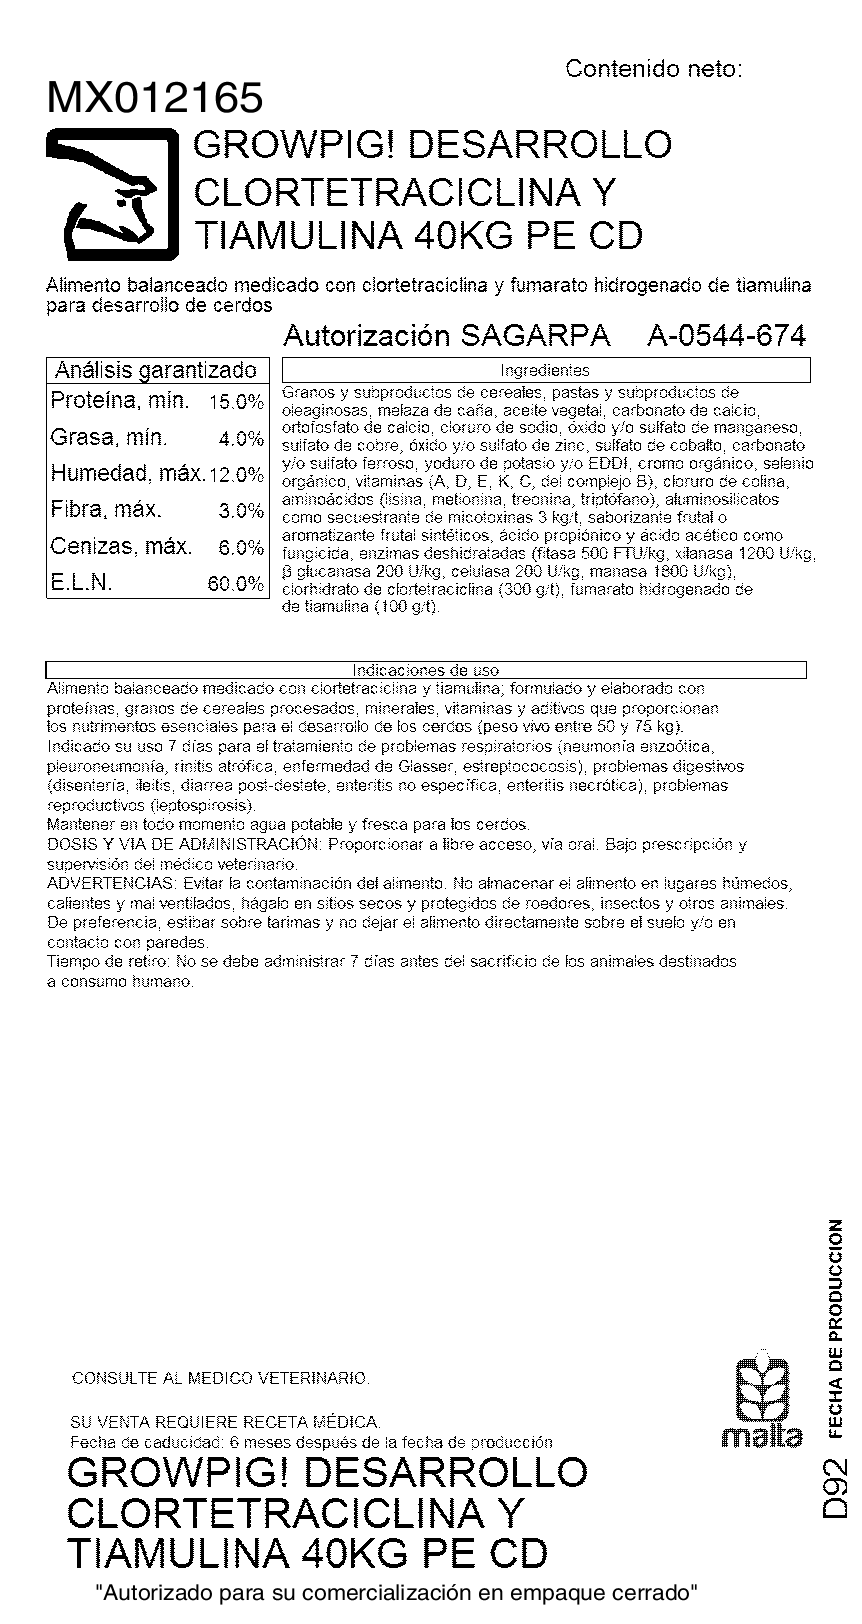 Contenido neto:
MX012165
GROWPIG! DESARROLLO
CLORTETRACICLINA Y
TIAMULINA 40KG PE CD
Alimento balanceado medicado con clortetraciclina y fumarato hidrogenado de tiamulina
para desarrollo de cerdos
Autorización SAGARPA A-0544-674
Análisis garantizado
Proteína, mín. 15.0%
Grasa, mín. 4.0%
Humedad, máx. 12.0%
Fibra, máx. 3.0%
Cenizas, máx. 6.0%
E.L.N. 60.0%
Ingredientes
Granos y subproductos de cereales, pastas y subproductos de
oleaginosas, melaza de caña, aceite vegetal, carbonato de calcio,
ortofosfato de calcio, cloruro de sodio, óxido y/o sulfato de manganeso,
sulfato de cobre, óxido y/o sulfato de zinc, sulfato de cobalto, carbonato
y/o sulfato ferroso, yoduro de potasio y/o EDDI, cromo orgánico, selenio
orgánico, vitaminas (A, D, E, K, C, del complejo B), cloruro de colina,
aminoácidos (lisina, metionina, treonina, triptófano), aluminosilicatos
como secuestrante de micotoxinas 3 kg/t, saborizante frutal o
aromatizante frutal sintéticos, ácido propiónico y ácido acético como
fungicida, enzimas deshidratadas (fitasa 500 FTU/kg, xilanasa 1200 U/kg,
β glucanasa 200 U/kg, celulasa 200 U/kg, manasa 1800 U/kg),
clorhidrato de clortetraciclina (300 g/t), fumarato hidrogenado de
de tiamulina (100 g/t).
Indicaciones de uso
Alimento balanceado medicado con clortetraciclina y tiamulina; formulado y elaborado con
proteínas, granos de cereales procesados, minerales, vitaminas y aditivos que proporcionan
los nutrimentos esenciales para el desarrollo de los cerdos (peso vivo entre 50 y 75 kg).
Indicado su uso 7 días para el tratamiento de problemas respiratorios (neumonía enzoótica,
pleuroneumonía, rinitis atrófica, enfermedad de Glasser, estreptococosis), problemas digestivos
(disentería, ileitis, diarrea post-destete, enteritis no específica, enteritis necrótica), problemas
reproductivos (leptospirosis).
Mantener en todo momento agua potable y fresca para los cerdos.
DOSIS Y VIA DE ADMINISTRACIÓN: Proporcionar a libre acceso, vía oral. Bajo prescripción y
supervisión del médico veterinario.
ADVERTENCIAS: Evitar la contaminación del alimento. No almacenar el alimento en lugares húmedos,
calientes y mal ventilados, hágalo en sitios secos y protegidos de roedores, insectos y otros animales.
De preferencia, estibar sobre tarimas y no dejar el alimento directamente sobre el suelo y/o en
contacto con paredes.
Tiempo de retiro: No se debe administrar 7 días antes del sacrificio de los animales destinados
a consumo humano.
CONSULTE AL MEDICO VETERINARIO.
SU VENTA REQUIERE RECETA MÉDICA.
Fecha de caducidad: 6 meses después de la fecha de producción
malta
FECHA DE PRODUCCION
D92
GROWPIG! DESARROLLO
CLORTETRACICLINA Y
TIAMULINA 40KG PE CD
"Autorizado para su comercialización en empaque cerrado"